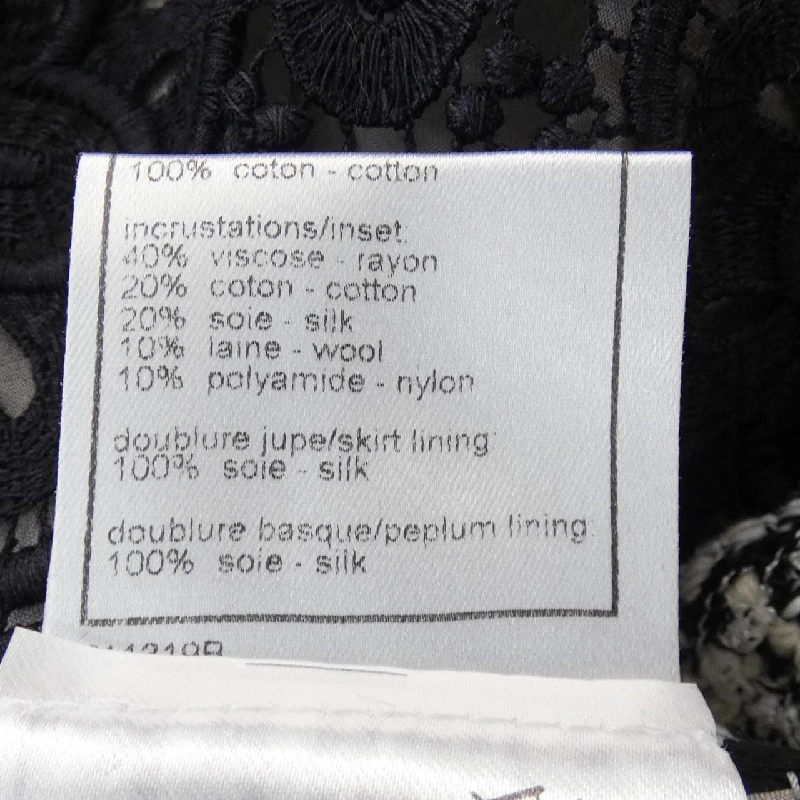 100% coton - cotton
incrustations/inset:
40% viscose - rayon
20% coton - cotton
20% soie - silk
10% laine - wool
10% polyamide - nylon
doublure jupe/skirt lining:
100% soie - silk
doublure basque/peplum lining:
100% soie - silk